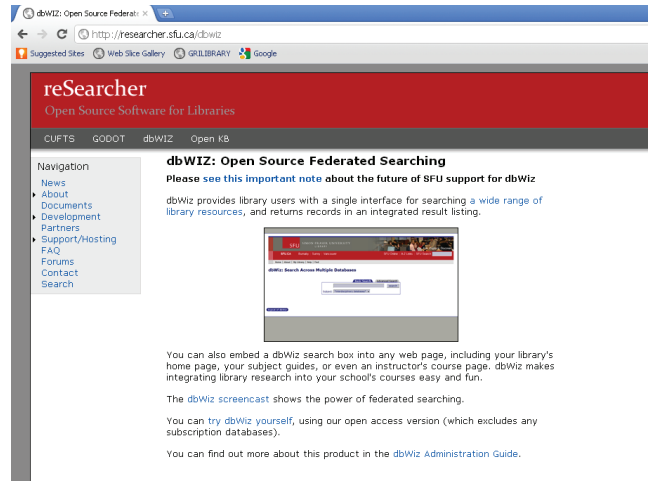 dbWIZ: Open Source Federate
http://researcher.sfu.ca/dbwiz
Suggested Sites Web Slice Gallery GRILIBRARY Google
reSearcher
Open Source Software for Libraries
CUFTS GODOT dbWIZ Open KB
Navigation
News
About
Documents
Development
Partners
Support/Hosting
FAQ
Forums
Contact
Search
dbWIZ: Open Source Federated Searching
Please see this important note about the future of SFU support for dbWiz
dbWiz provides library users with a single interface for searching a wide range of
library resources, and returns records in an integrated result listing.
SFU
dbWiz: Search Across Multiple Databases
You can also embed a dbWiz search box into any web page, including your library's
home page, your subject guides, or even an instructor's course page. dbWiz makes
integrating library research into your school's courses easy and fun.
The dbWiz screencast shows the power of federated searching.
You can try dbWiz yourself, using our open access version (which excludes any
subscription databases).
You can find out more about this product in the dbWiz Administration Guide.